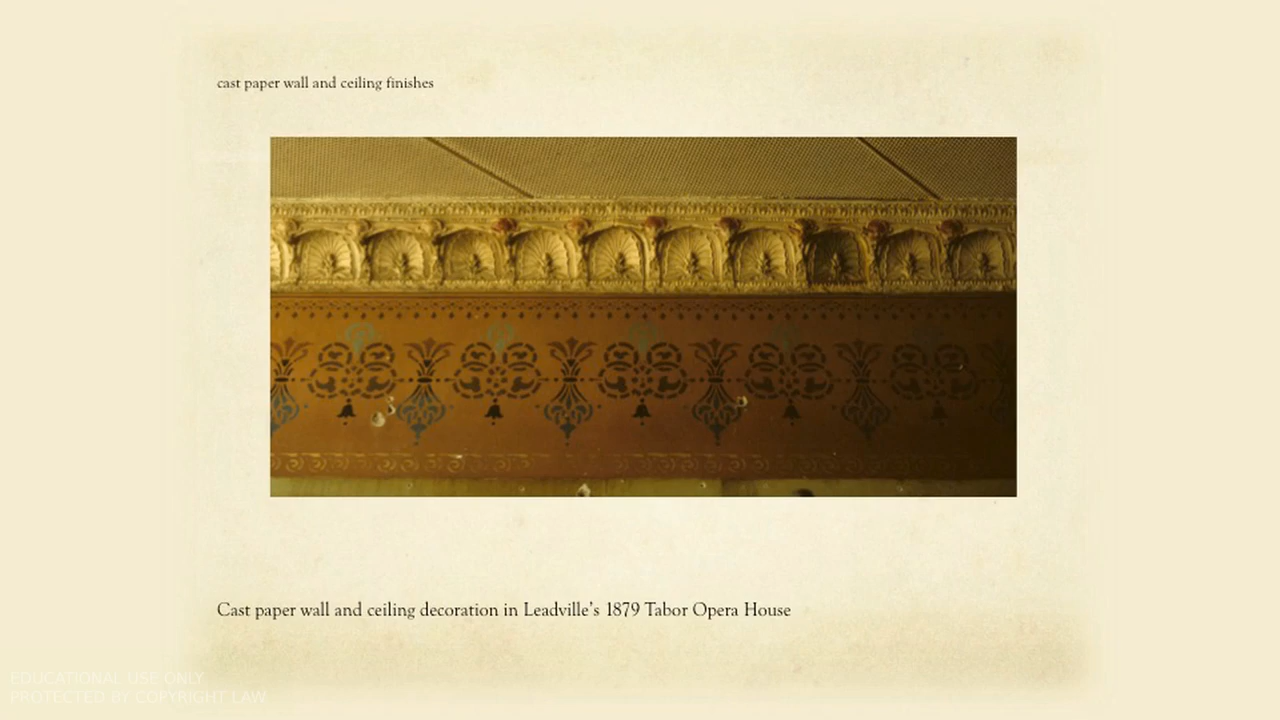 cast paper wall and ceiling finishes
Cast paper wall and ceiling decoration in Leadville's 1879 Tabor Opera House
EDUCATIONAL USE ONLY
PROTECTED BY COPYRIGHT LAW